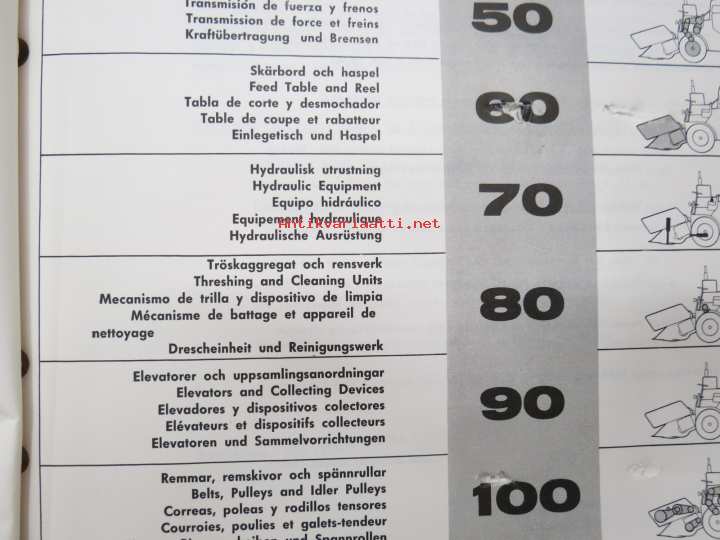 Transmisión de fuerza y frenos
Transmission de force et freins
Kraftübertragung und Bremsen
50
Skärbord och haspel
Feed Table and Reel
Tabla de corte y desmochador
Table de coupe et rabatteur
Einlegetisch und Haspel
60
Hydraulisk utrustning
Hydraulic Equipment
Equipo hidráulico
Equipement hydraulique
Hydraulische Ausrüstung
70
Antikvariaatti.net
Tröskaggregat och rensverk
Threshing and Cleaning Units
Mecanismo de trilla y dispositivo de limpia
Mécanisme de battage et appareil de
nettoyage
Drescheinheit und Reinigungswerk
80
Elevatorer och uppsamlingsanordningar
Elevators and Collecting Devices
Elevadores y dispositivos colectores
Elévateurs et dispositifs collecteurs
Elevatoren und Sammelvorrichtungen
90
Remmar, remskivor och spännrullar
Belts, Pulleys and Idler Pulleys
Correas, poleas y rodillos tensores
Courroies, poulies et galets-tendeur
und Spannrollen
100